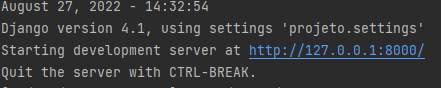 August 27, 2022 - 14:32:54
Django version 4.1, using settings 'projeto.settings'
Starting development server at http://127.0.0.1:8000/
Quit the server with CTRL-BREAK.